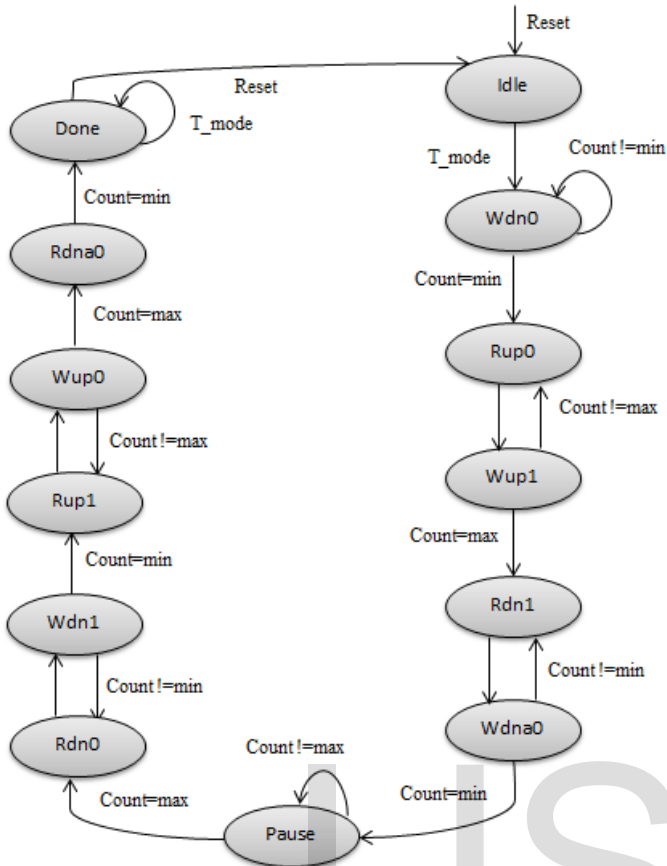 Reset
Idle
Reset
Done
T_mode
T_mode
Count !=min
Count=min
Wdn0
Rdna0
Count=min
Count=max
Rup0
Wup0
Count !=max
Count !=max
Wup1
Rup1
Count=max
Count=min
Rdn1
Wdn1
Count !=min
Count !=min
Rdn0
Wdna0
Count !=max
Count=max
Count=min
Pause
IJS